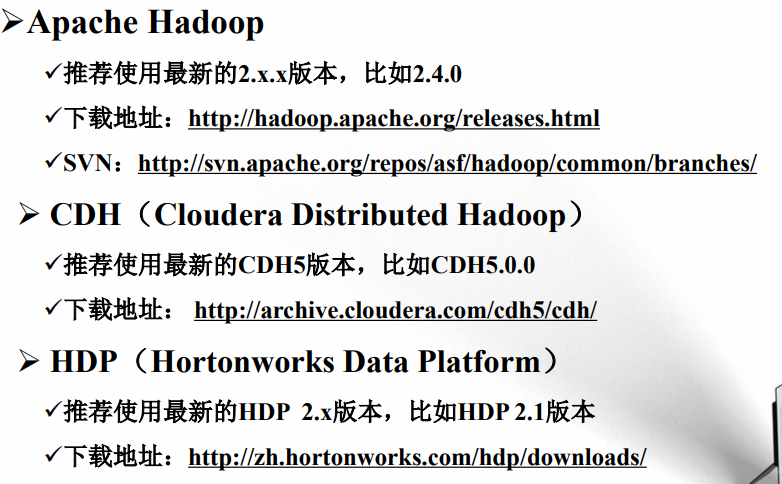 ➢Apache Hadoop
✓推荐使用最新的2.x.x版本，比如2.4.0
✓下载地址：http://hadoop.apache.org/releases.html
✓SVN：http://svn.apache.org/repos/asf/hadoop/common/branches/
➢ CDH（Cloudera Distributed Hadoop）
✓推荐使用最新的CDH5版本，比如CDH5.0.0
✓下载地址： http://archive.cloudera.com/cdh5/cdh/
➢ HDP（Hortonworks Data Platform）
✓推荐使用最新的HDP 2.x版本，比如HDP 2.1版本
✓下载地址：http://zh.hortonworks.com/hdp/downloads/